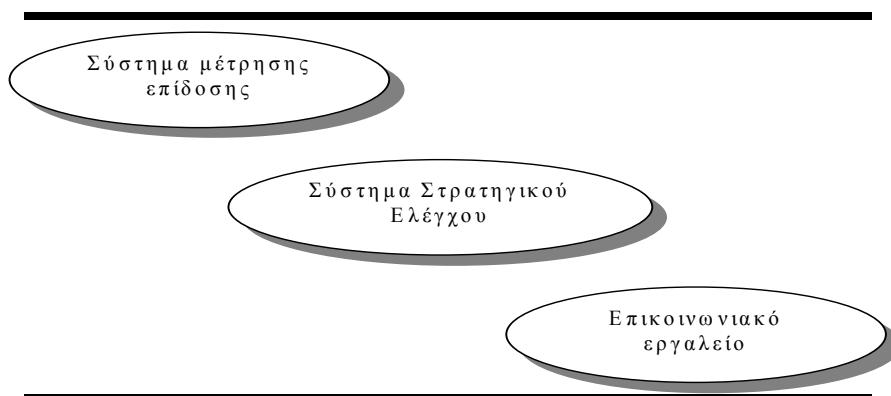 Σύστημα μέτρησης
επίδοσης
Σύστημα Στρατηγικού
Ελέγχου
Επικοινωνιακό
εργαλείο